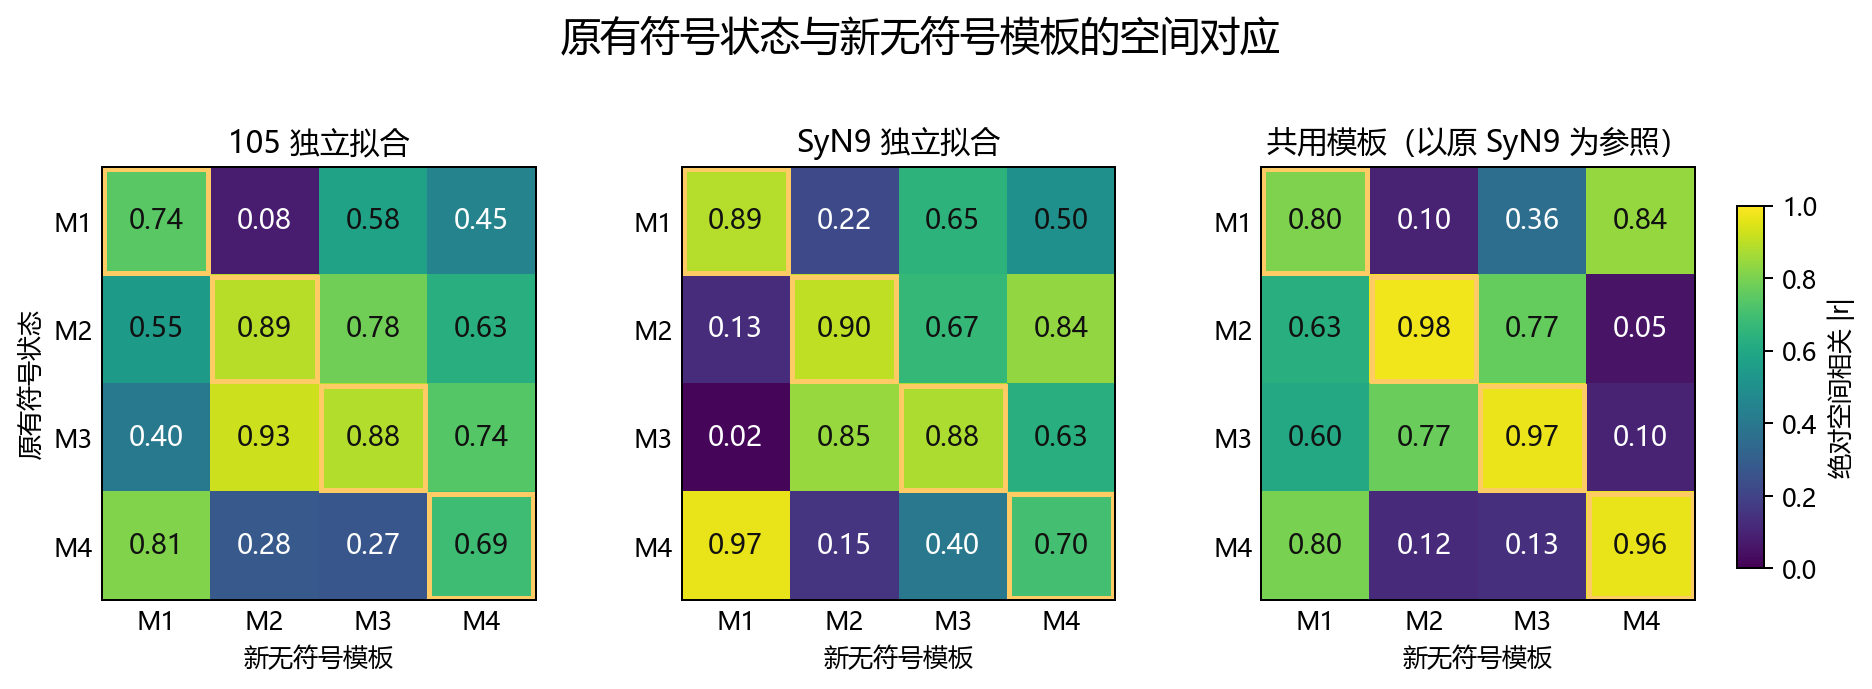 原有符号状态与新无符号模板的空间对应
105 独立拟合
SyN9 独立拟合
共用模板（以原 SyN9 为参照）
原有符号状态
M1 0.74 0.08 0.58 0.45
M2 0.55 0.89 0.78 0.63
M3 0.40 0.93 0.88 0.74
M4 0.81 0.28 0.27 0.69
M1 M2 M3 M4
新无符号模板
M1 0.89 0.22 0.65 0.50
M2 0.13 0.90 0.67 0.84
M3 0.02 0.85 0.88 0.63
M4 0.97 0.15 0.40 0.70
M1 M2 M3 M4
新无符号模板
M1 0.80 0.10 0.36 0.84
M2 0.63 0.98 0.77 0.05
M3 0.60 0.77 0.97 0.10
M4 0.80 0.12 0.13 0.96
M1 M2 M3 M4
新无符号模板
1.0
0.8
0.6
0.4
0.2
0.0
绝对空间相关 |r|